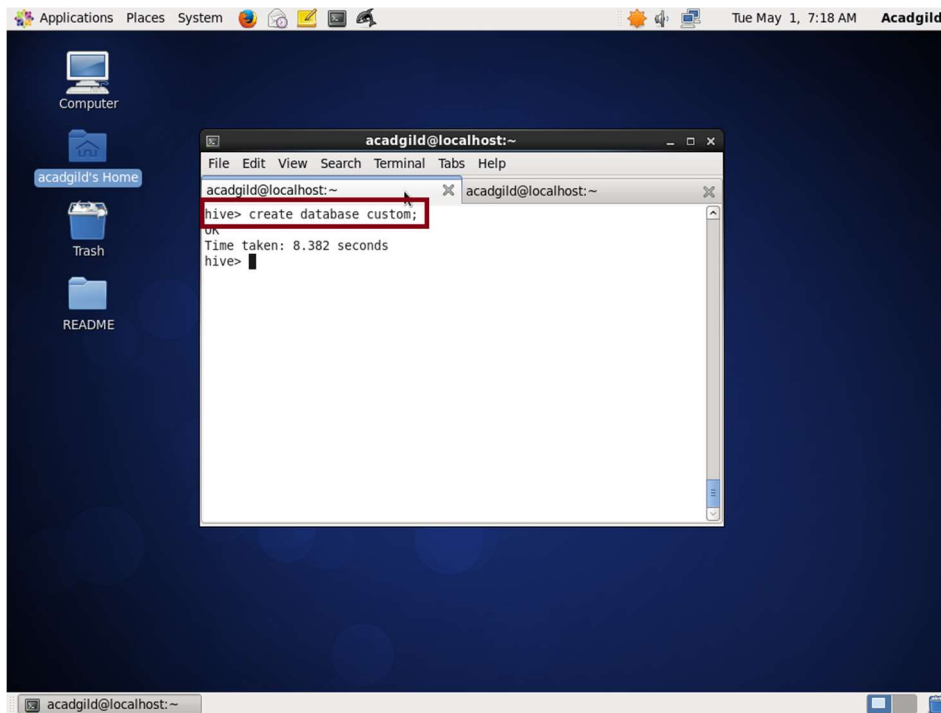 Applications Places System Tue May 1, 7:18 AM Acadgild
Computer
acadgild's Home
Trash
README
acadgild@localhost:~
File Edit View Search Terminal Tabs Help
acadgild@localhost:~ acadgild@localhost:~
hive> create database custom;
OK
Time taken: 8.382 seconds
hive>
acadgild@localhost:~